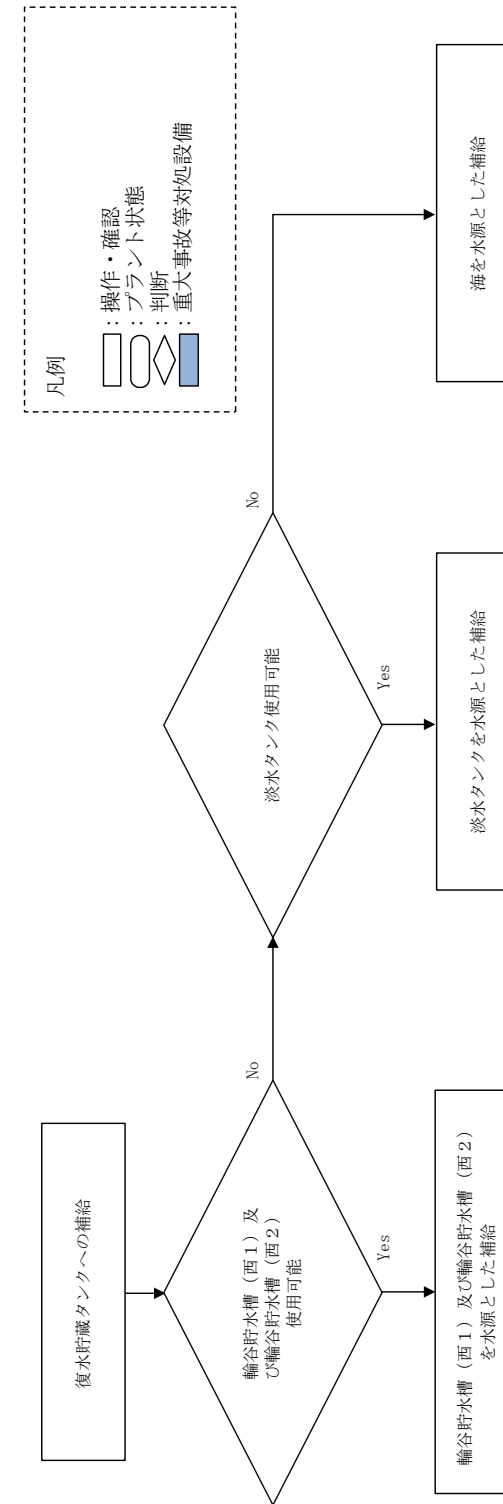 凡例
：操作・確認
：プラント状態
：判断
：重大事故等対処設備
復水貯蔵タンクへの補給
輪谷貯水槽（西１）及
び輪谷貯水槽（西２）
使用可能
No
Yes
輪谷貯水槽（西１）及び輪谷貯水槽（西２）
を水源とした補給
淡水タンク使用可能
No
Yes
淡水タンクを水源とした補給
海を水源とした補給